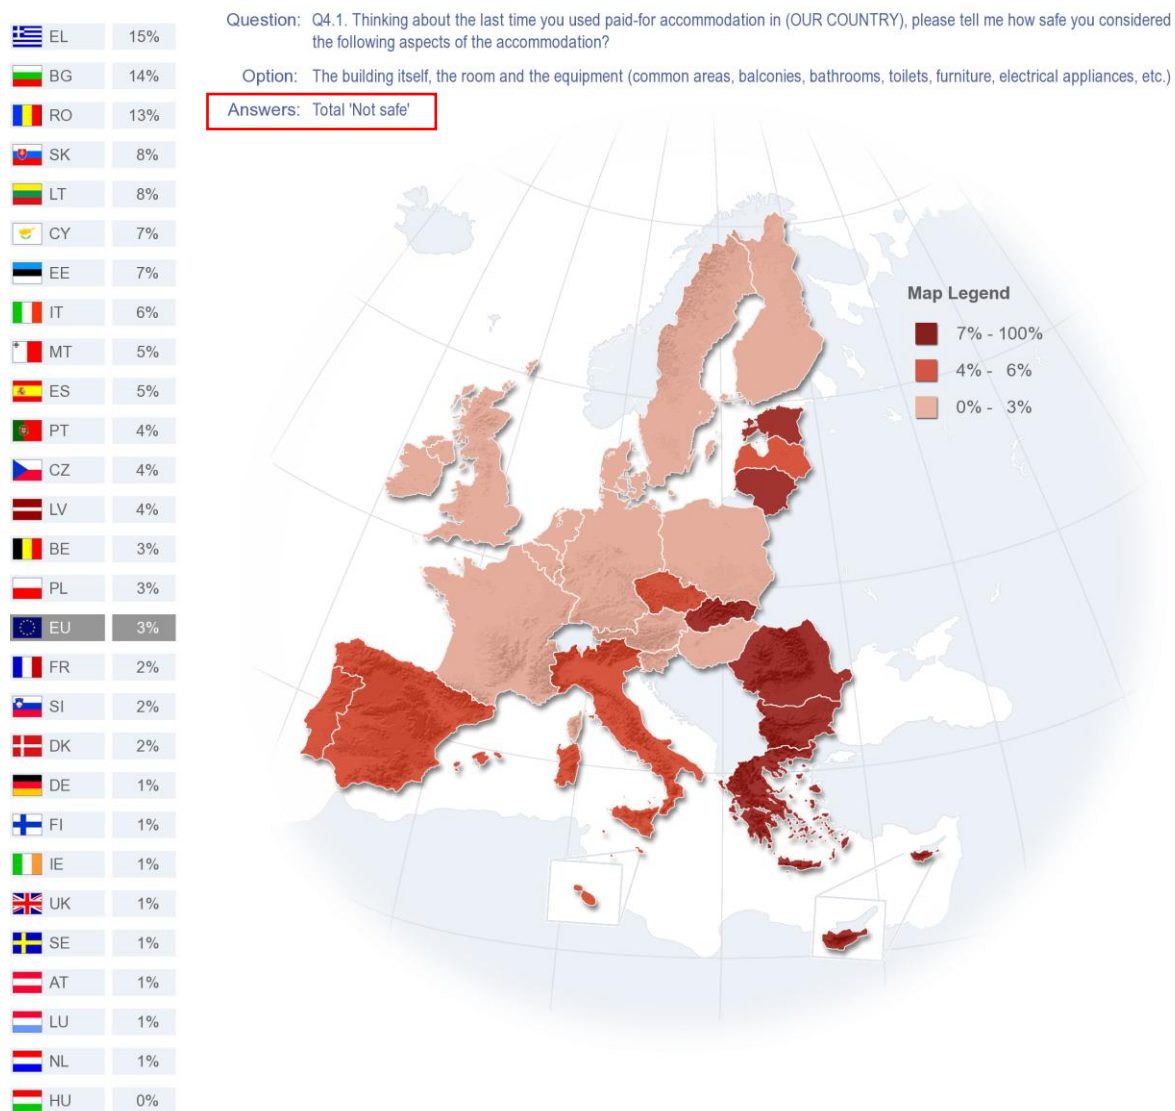 Question: Q4.1. Thinking about the last time you used paid-for accommodation in (OUR COUNTRY), please tell me how safe you considered
the following aspects of the accommodation?
Option: The building itself, the room and the equipment (common areas, balconies, bathrooms, toilets, furniture, electrical appliances, etc.)
Answers: Total 'Not safe'
EL 15%
BG 14%
RO 13%
SK 8%
LT 8%
CY 7%
EE 7%
IT 6%
MT 5%
ES 5%
PT 4%
CZ 4%
LV 4%
BE 3%
PL 3%
EU 3%
FR 2%
SI 2%
DK 2%
DE 1%
FI 1%
IE 1%
UK 1%
SE 1%
AT 1%
LU 1%
NL 1%
HU 0%
Map Legend
7% - 100%
4% - 6%
0% - 3%